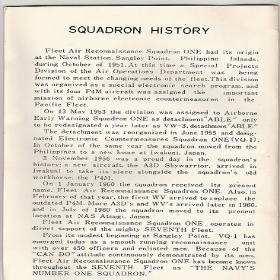 SQUADRON HISTORY
Fleet Air Reconnaissance Squadron ONE had its origin
at the Naval Station, Sangley Point, Philippine Islands,
during October of 1951. At this time a Special Projects
Division of the Air Operations Department was being
formed to meet the changing needs of the fleet. This division
was organized as a special electronic search program, and
with its four P4M aircraft was assigned the important
mission of airborne electronic countermeasures in the
Pacific Fleet.
On 13 May 1953 the division was assigned to Airborne
Early Warning Squadron ONE as detachment "ABLE" only
to be redesignated a year later as VW-3, detachment "ABLE".
The detachment was reorganized in June 1955 and
designated Electronic Countermeasures Squadron ONE (VQ-1).
In October of the same year the squadron moved from the
Philippines to a new home at Iwakuni, Japan.
2 November 1956 was a proud day in the squadron's
history; a new aircraft, the A3D Skywarrior, arrived in
Iwakuni to take its place alongside the squadron's old
workhorse, the P4M.
On 1 January 1960 the squadron received its present
name, Fleet Air Reconnaissance Squadron ONE. Also, in
February of that year, the first WV arrived to replace the
outdated P4M. More A3D's and WV's arrived later in 1960,
and in June of 1960 the squadron moved to its present
location at NAS Atsugi, Japan.
Fleet Air Reconnaissance Squadron ONE operates in
direct support of the mighty SEVENTH Fleet.
From its modest beginning at Sangley Point, VQ-1 has
emerged today as a smooth running reconnaissance unit
with over 450 officers and enlisted men. Because of the
"CAN DO" attitude continuously demonstrated by its men,
Fleet Air Reconnaissance Squadron ONE has become known
throughout the SEVENTH Fleet as "THE NAVY'S
NUMBER ONE SQUADRON."